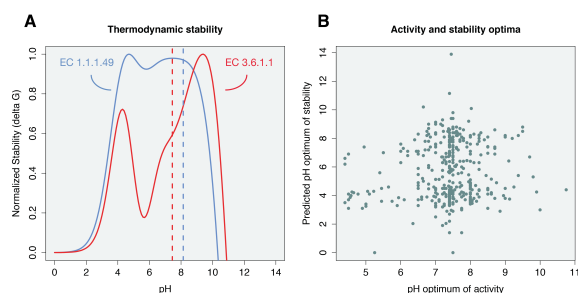 A
Thermodynamic stability
EC 1.1.1.49
EC 3.6.1.1
Normalized Stability (delta G)
0.0
0.2
0.4
0.6
0.8
1.0
0 2 4 6 8 10 12 14
pH
B
Activity and stability optima
Predicted pH optimum of stability
0
2
4
6
8
10
12
14
5 6 7 8 9 10 11
pH optimum of activity